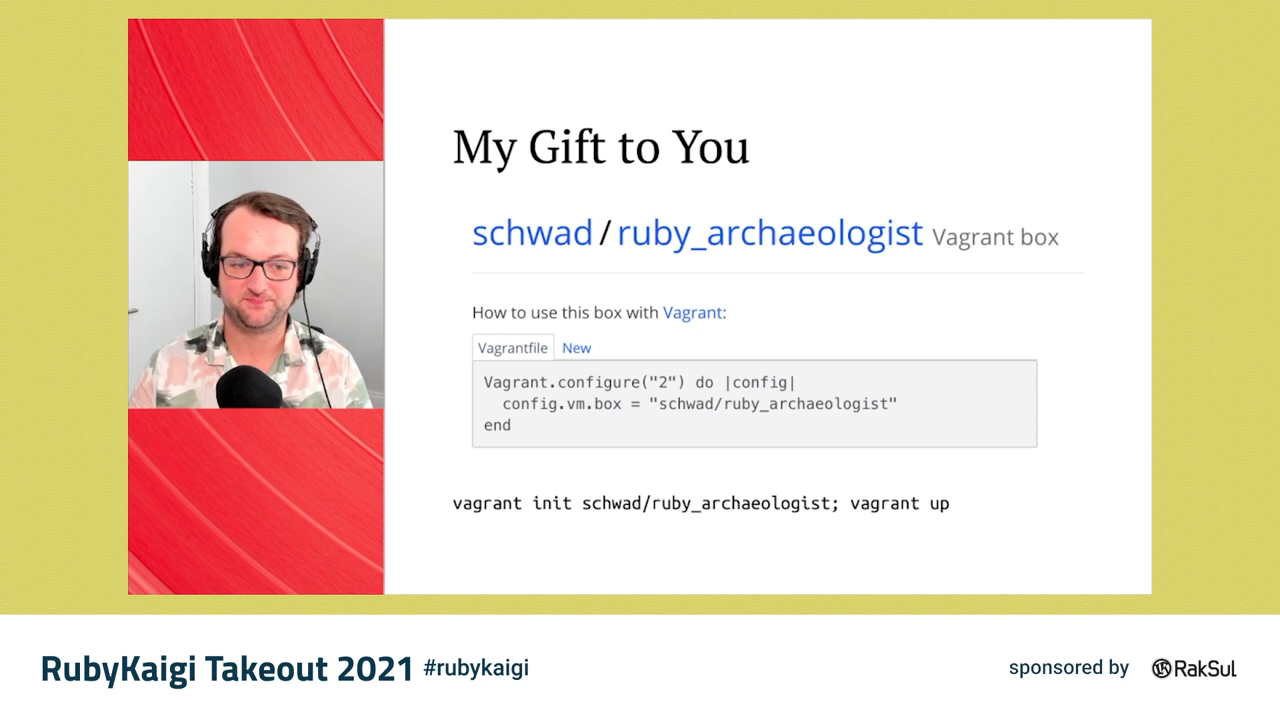 My Gift to You
schwad/ruby_archaeologist Vagrant box
How to use this box with Vagrant:
Vagrantfile New
Vagrant.configure("2") do |config|
  config.vm.box = "schwad/ruby_archaeologist"
end
vagrant init schwad/ruby_archaeologist; vagrant up
RubyKaigi Takeout 2021 #rubykaigi
sponsored by RakSul